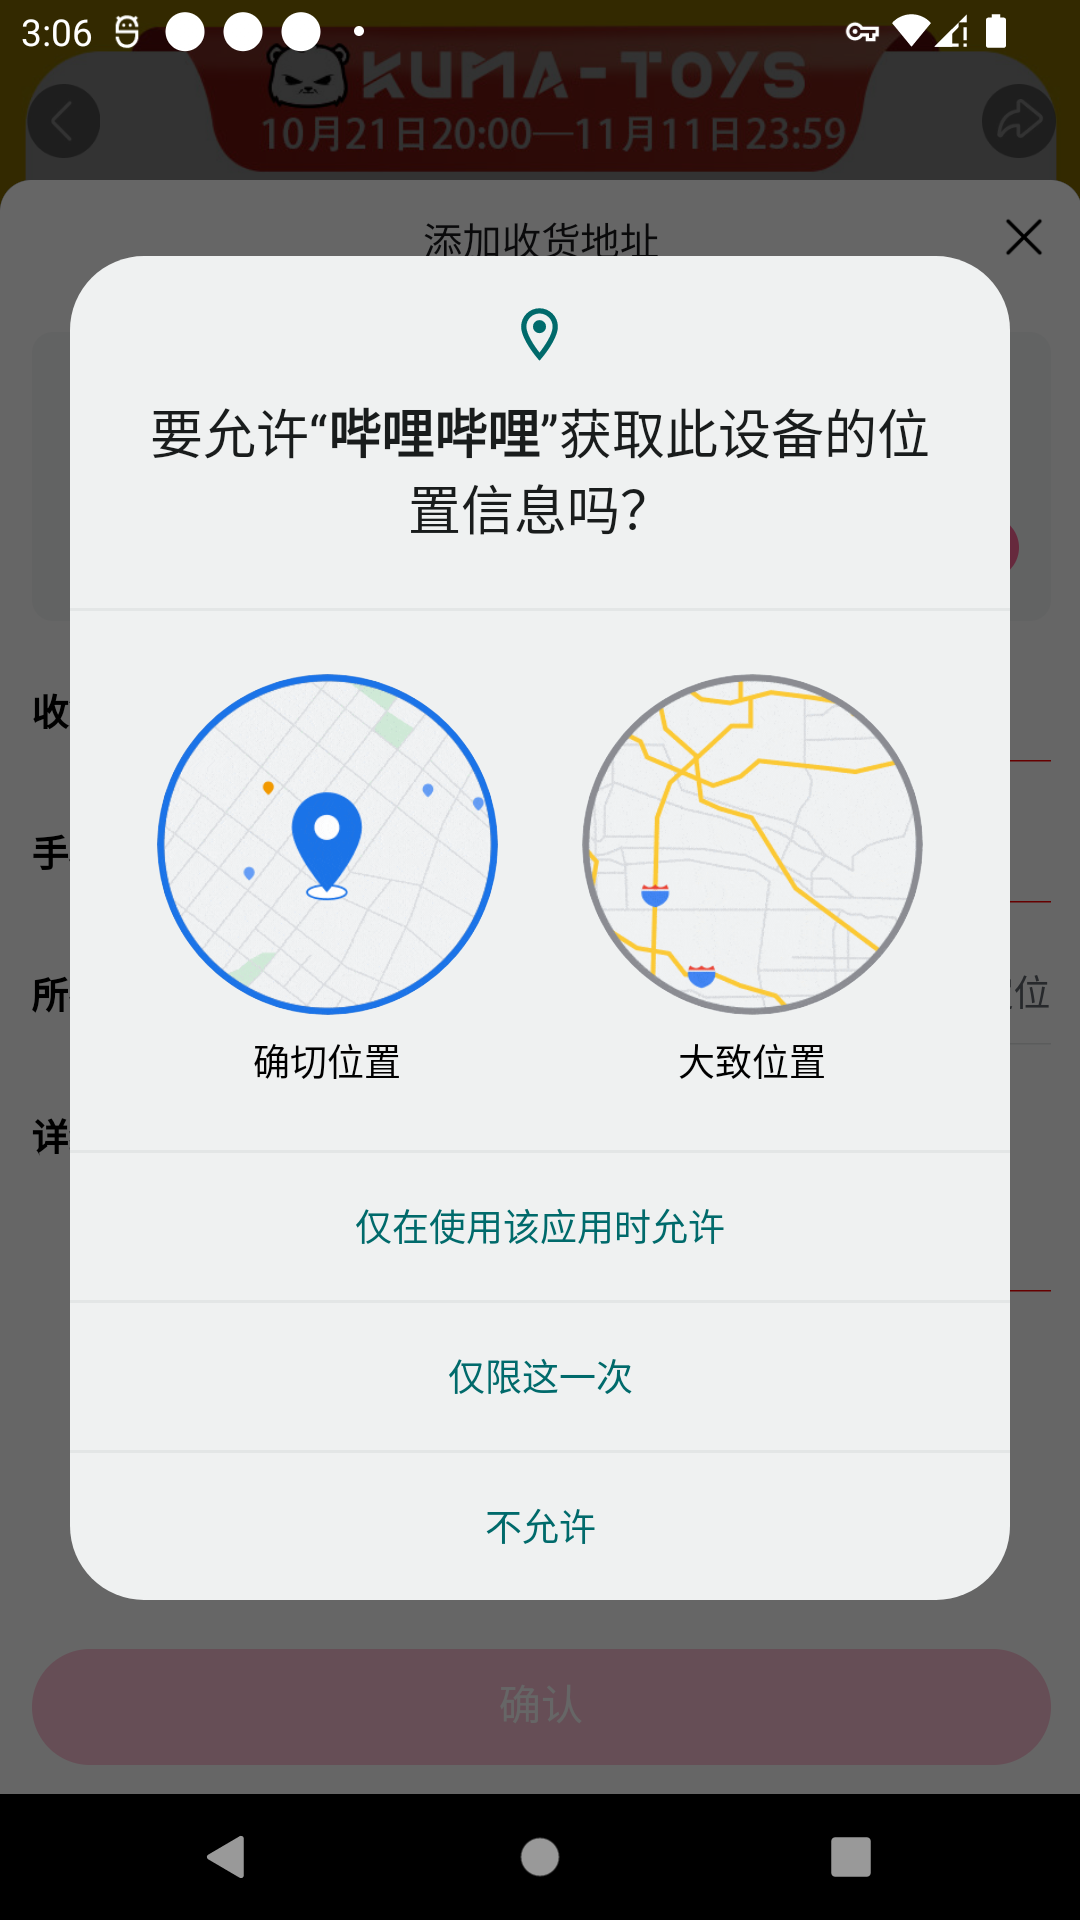 3:06
KUMA-TOYS
10月21日20:00—11月11日23:59
添加收货地址
要允许“哔哩哔哩”获取此设备的位
置信息吗？
收
手
所
位
详
确切位置
大致位置
仅在使用该应用时允许
仅限这一次
不允许
确认